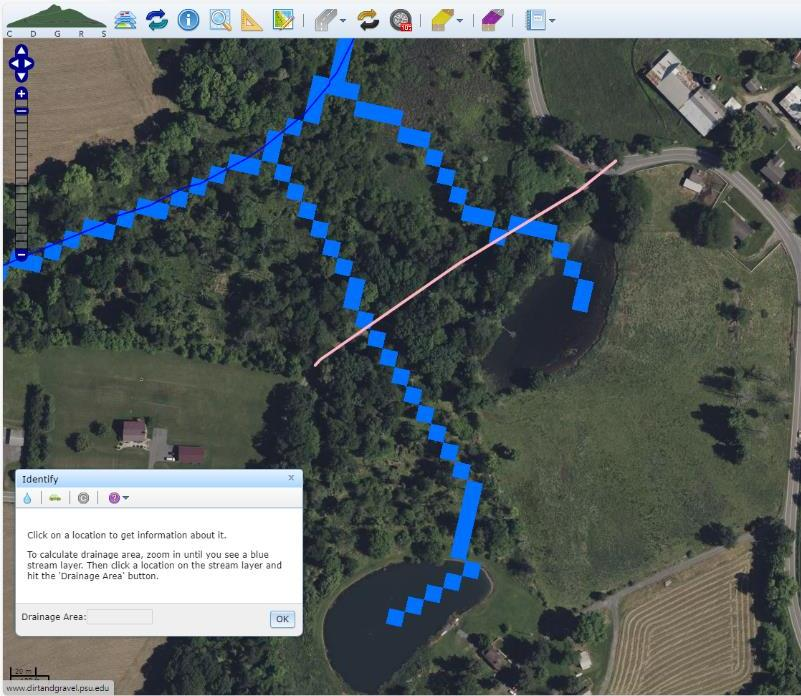 C D G R S
Identify
x
Click on a location to get information about it.
To calculate drainage area, zoom in until you see a blue
stream layer. Then click a location on the stream layer and
hit the 'Drainage Area' button.
Drainage Area:
OK
20 m
www.dirtandgravel.psu.edu